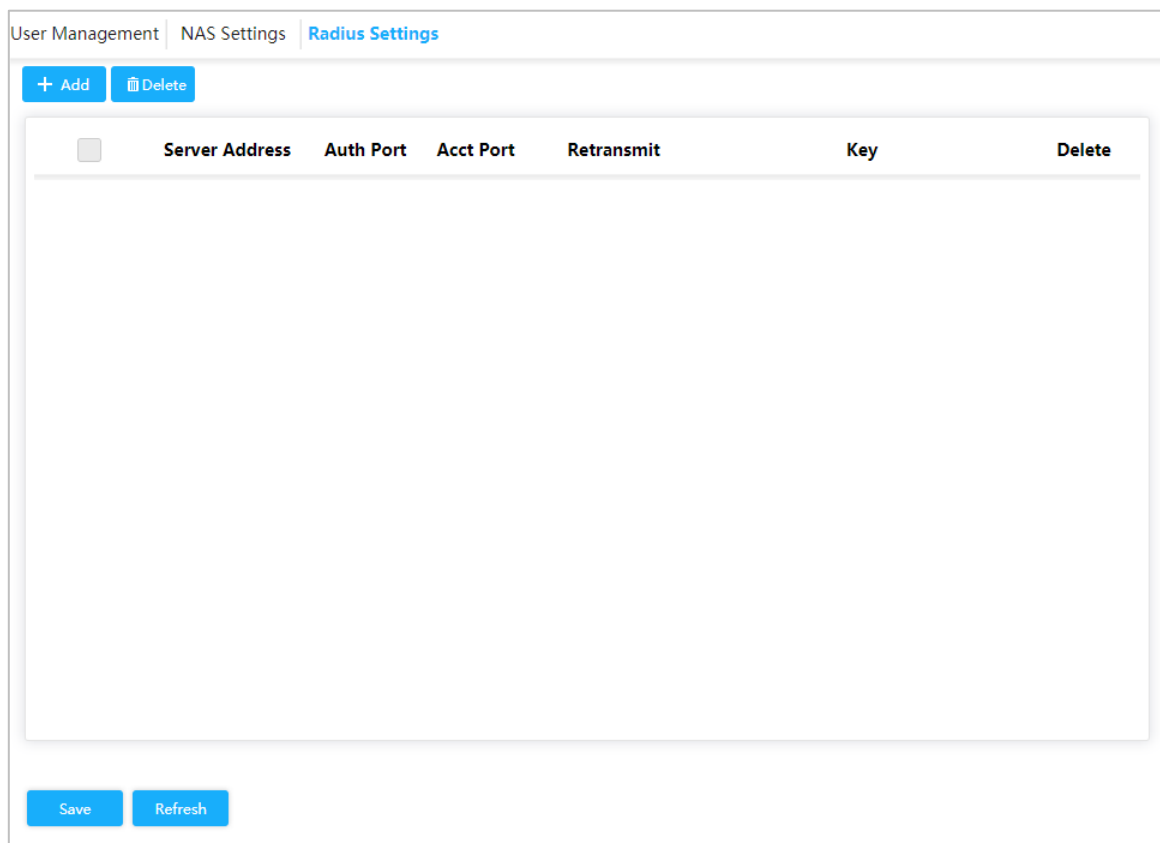 User Management NAS Settings Radius Settings
+ Add Delete
Server Address Auth Port Acct Port Retransmit Key Delete
Save Refresh